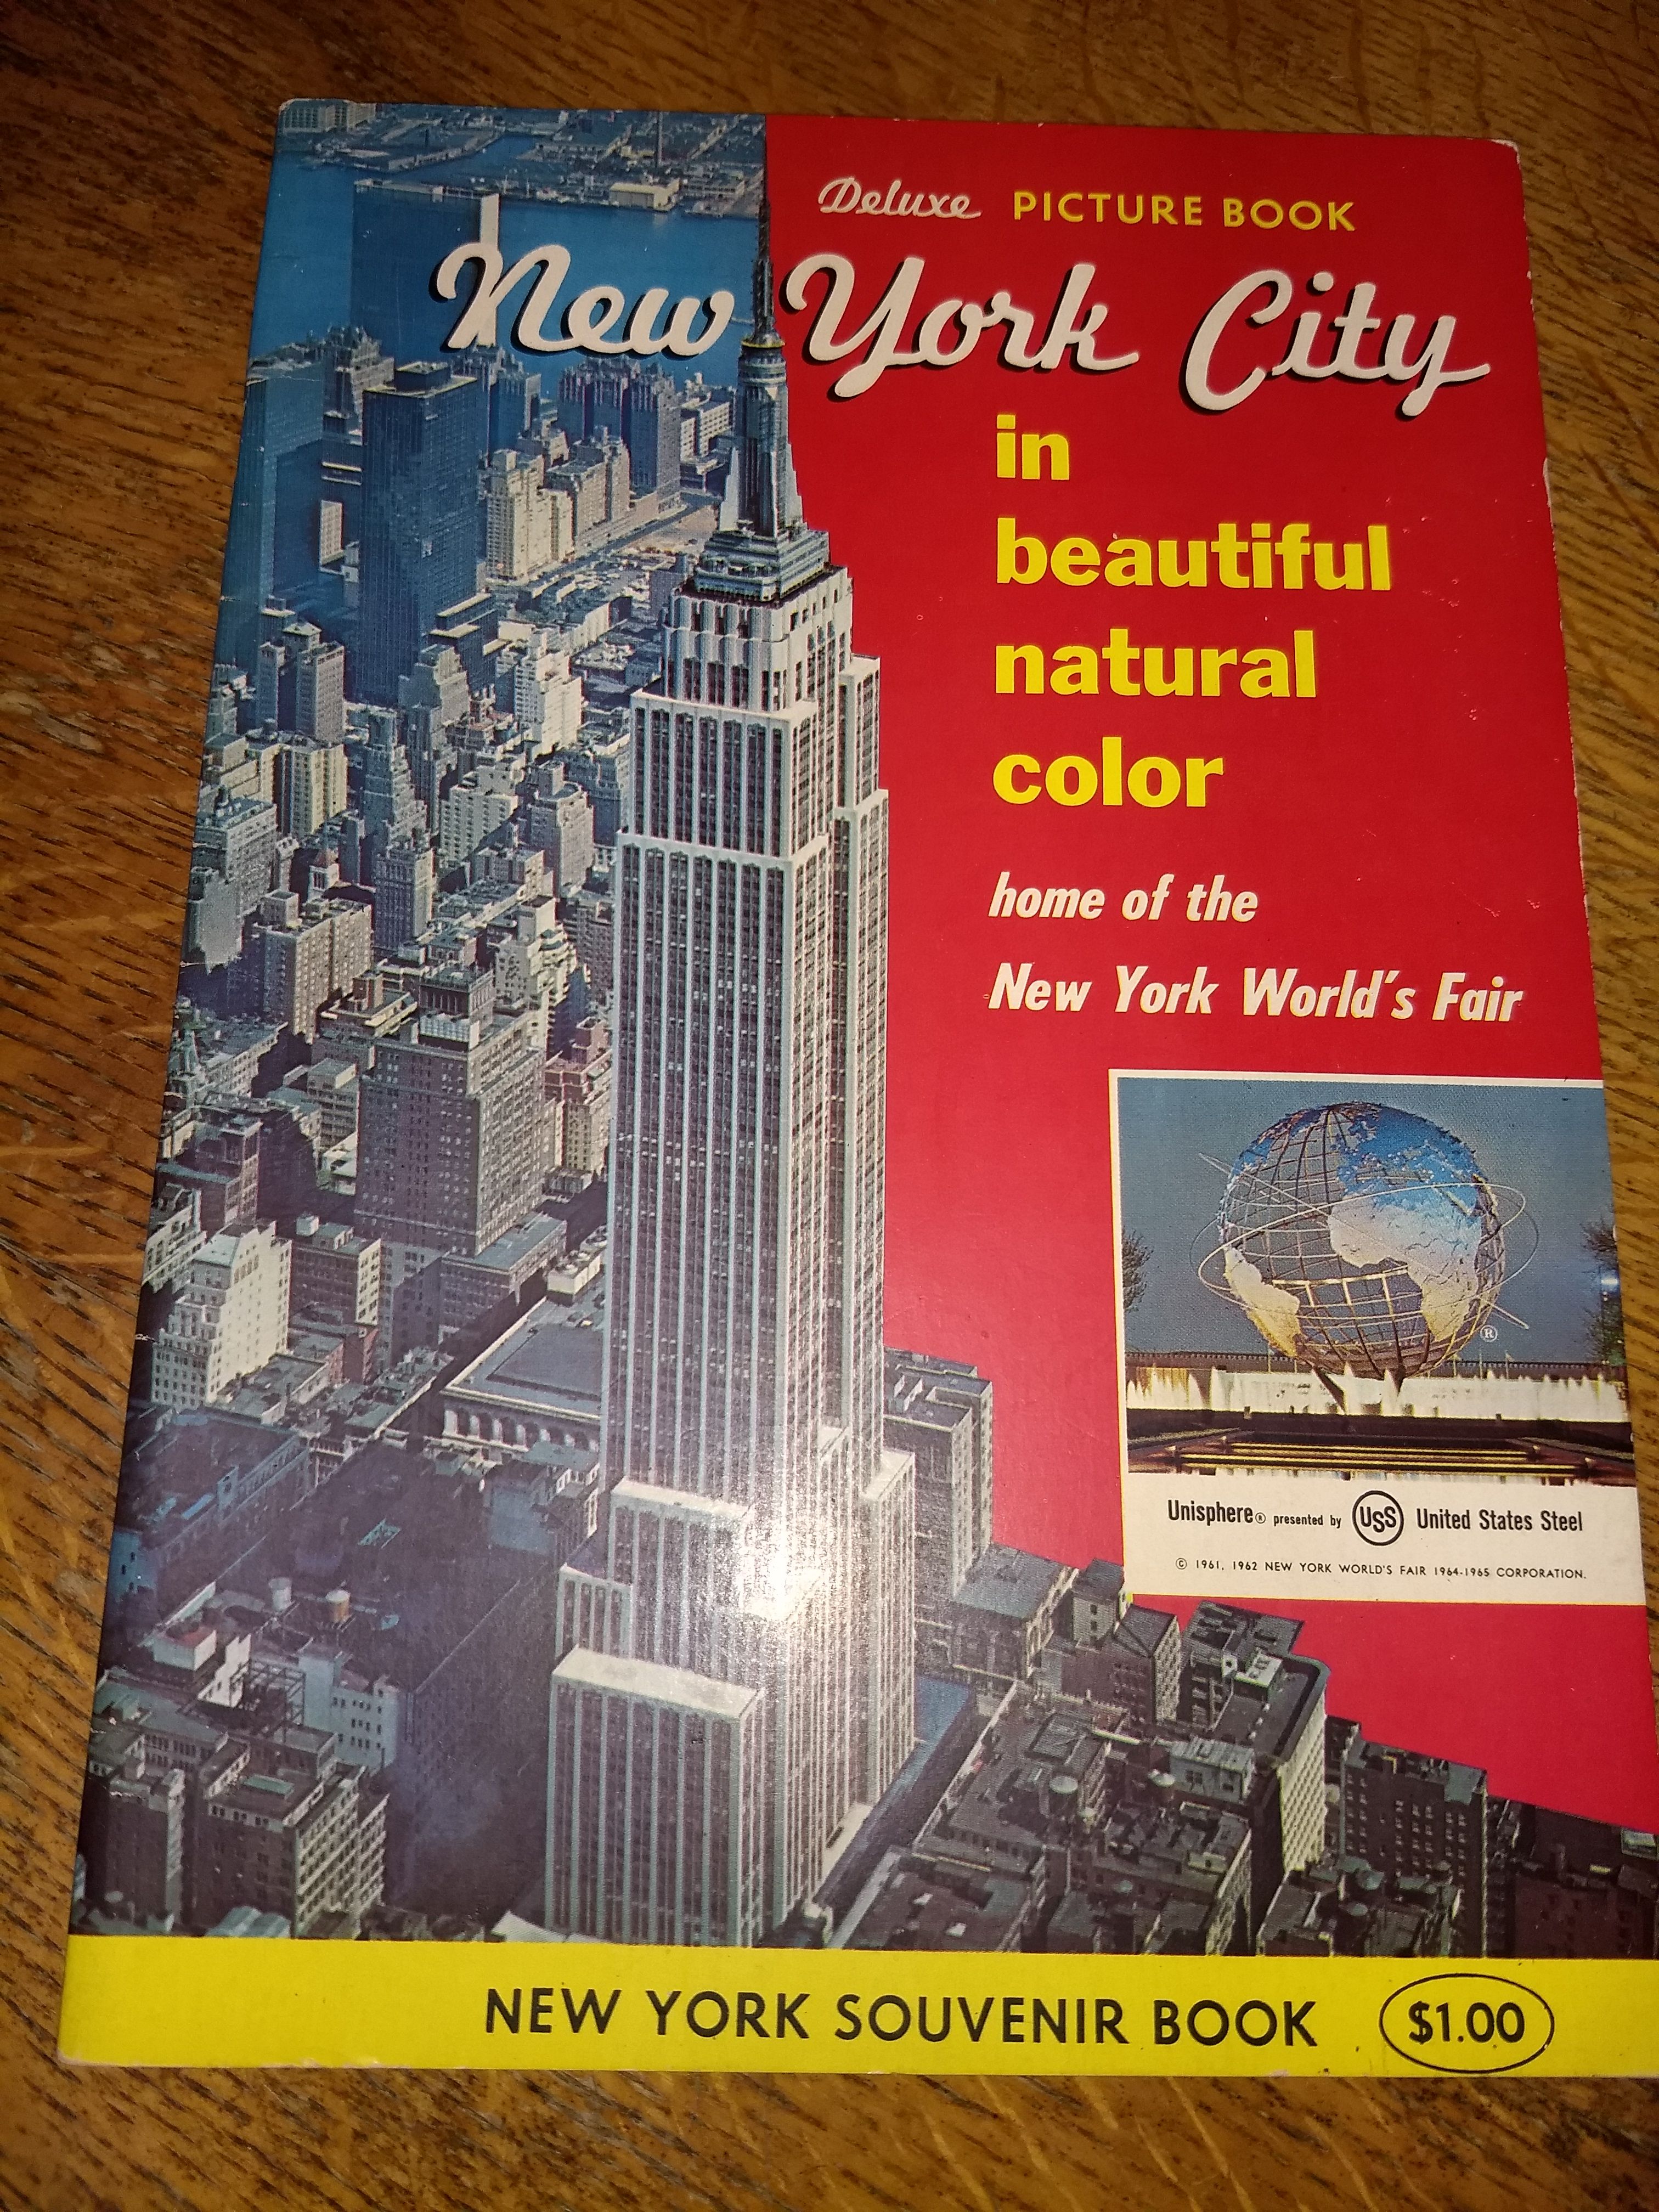 Deluxe PICTURE BOOK
New York City
in
beautiful
natural
color
home of the
New York World's Fair
®
Unisphere® presented by USS United States Steel
© 1961, 1962 NEW YORK WORLD'S FAIR 1964-1965 CORPORATION.
NEW YORK SOUVENIR BOOK $1.00